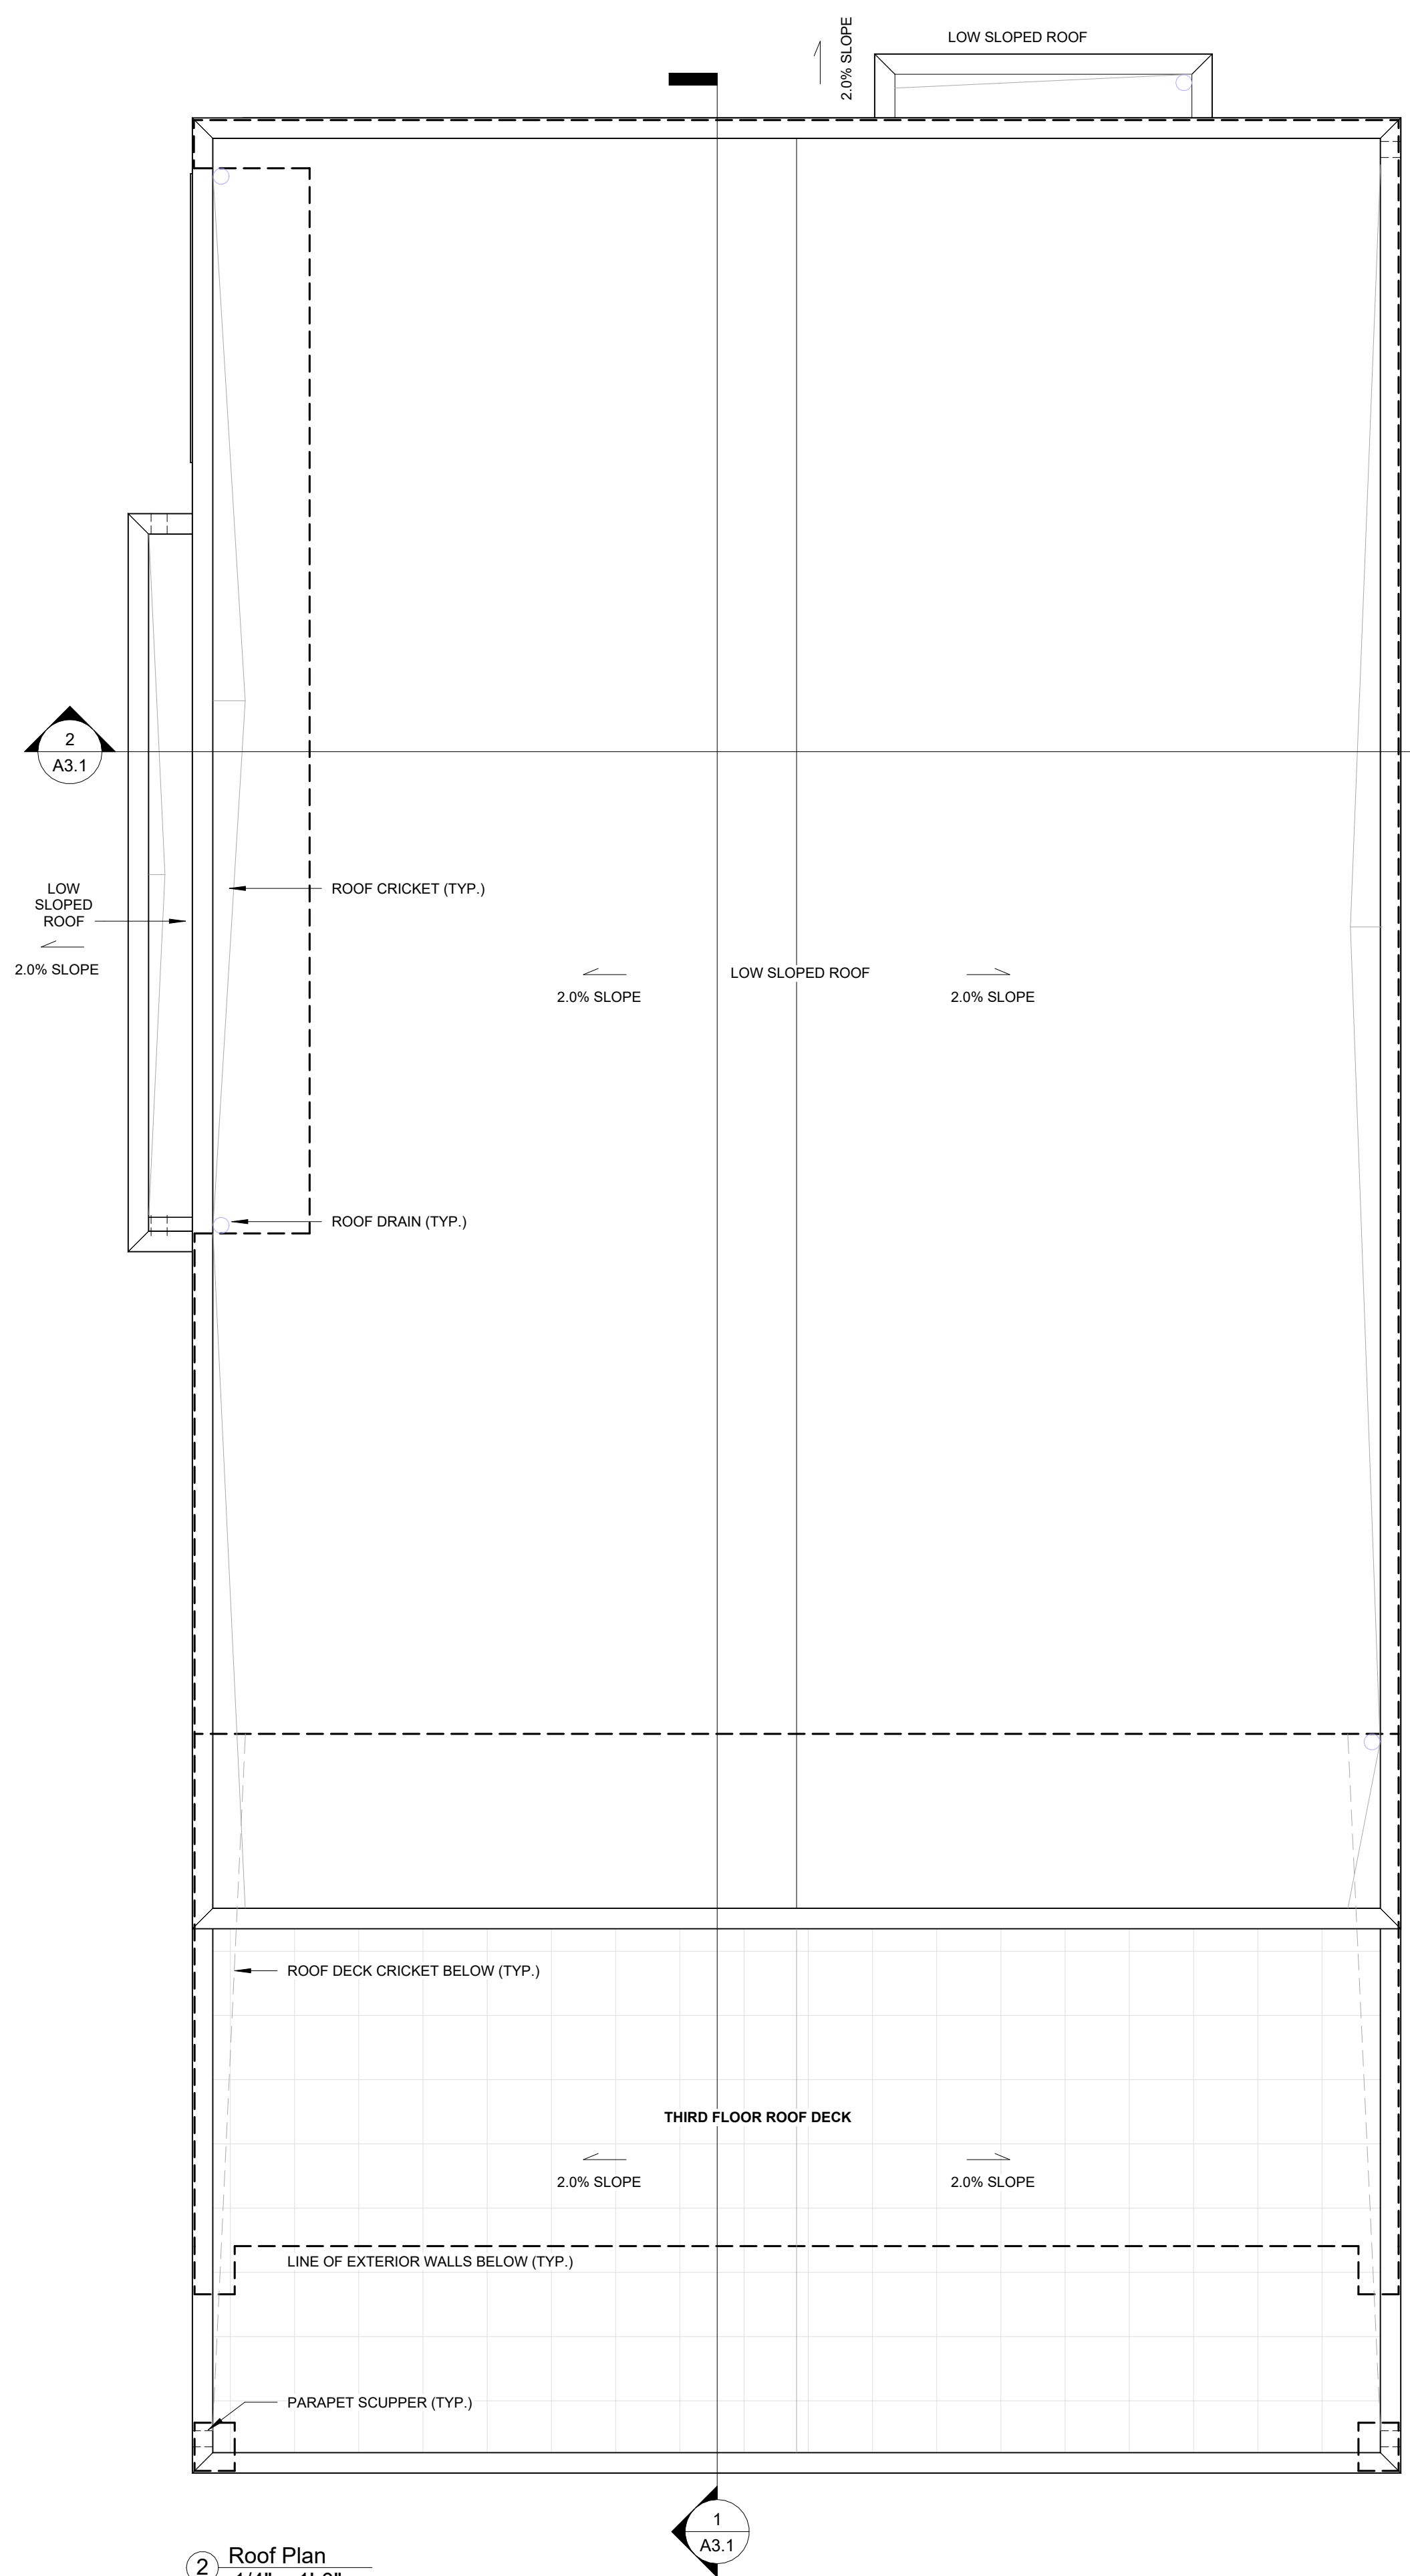 LOW SLOPED ROOF
2.0% SLOPE
2
A3.1
ROOF CRICKET (TYP.)
LOW
SLOPED
ROOF
2.0% SLOPE
LOW SLOPED ROOF
2.0% SLOPE
2.0% SLOPE
ROOF DRAIN (TYP.)
ROOF DECK CRICKET BELOW (TYP.)
THIRD FLOOR ROOF DECK
2.0% SLOPE
2.0% SLOPE
LINE OF EXTERIOR WALLS BELOW (TYP.)
PARAPET SCUPPER (TYP.)
1
A3.1
2
Roof Plan